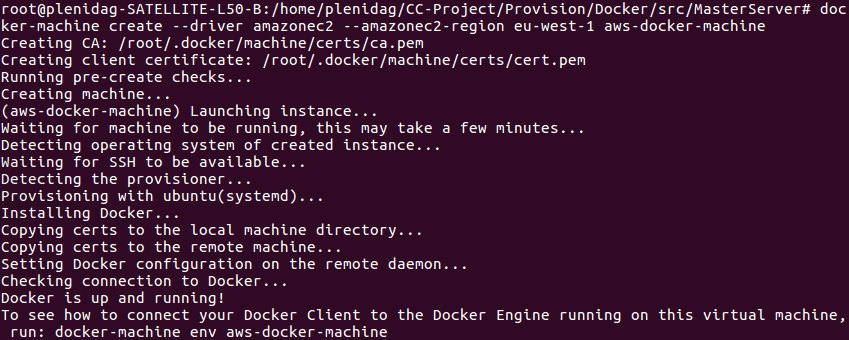 root@plenidag-SATELLITE-L50-B:/home/plenidag/CC-Project/Provision/Docker/src/MasterServer# doc
ker-machine create --driver amazonec2 --amazonec2-region eu-west-1 aws-docker-machine
Creating CA: /root/.docker/machine/certs/ca.pem
Creating client certificate: /root/.docker/machine/certs/cert.pem
Running pre-create checks...
Creating machine...
(aws-docker-machine) Launching instance...
Waiting for machine to be running, this may take a few minutes...
Detecting operating system of created instance...
Waiting for SSH to be available...
Detecting the provisioner...
Provisioning with ubuntu(systemd)...
Installing Docker...
Copying certs to the local machine directory...
Copying certs to the remote machine...
Setting Docker configuration on the remote daemon...
Checking connection to Docker...
Docker is up and running!
To see how to connect your Docker Client to the Docker Engine running on this virtual machine,
 run: docker-machine env aws-docker-machine